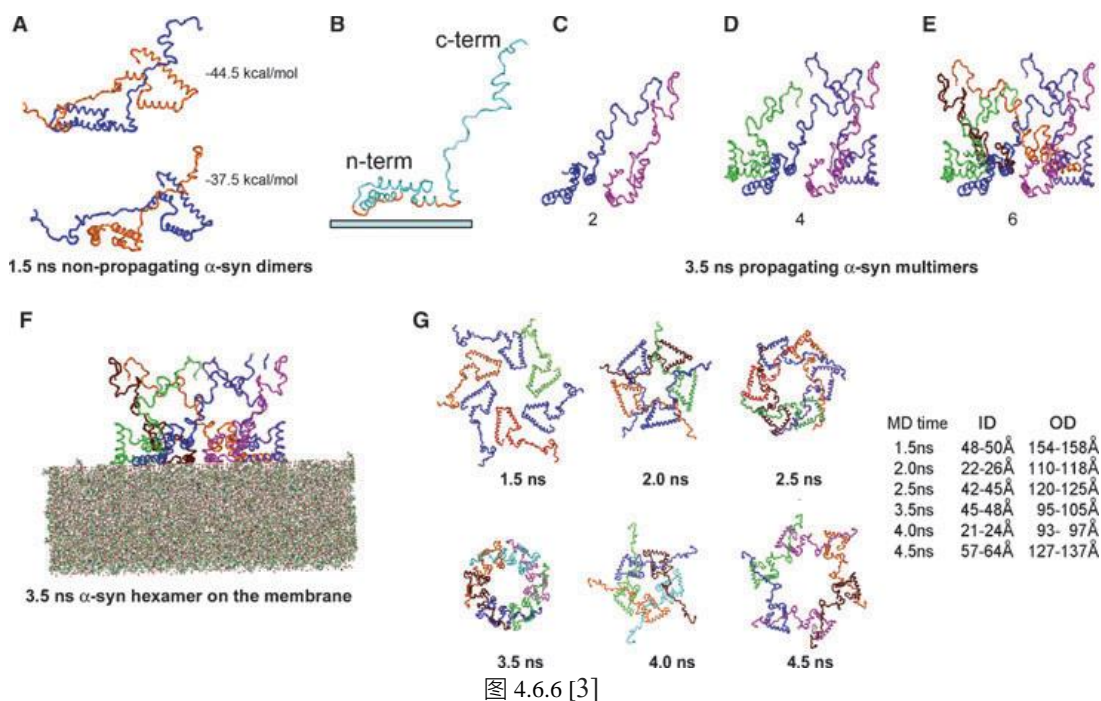 A
-44.5 kcal/mol
-37.5 kcal/mol
1.5 ns non-propagating α-syn dimers
B
c-term
n-term
C
2
D
4
E
6
3.5 ns propagating α-syn multimers
F
3.5 ns α-syn hexamer on the membrane
G
1.5 ns
2.0 ns
2.5 ns
3.5 ns
4.0 ns
4.5 ns
MD time ID OD
1.5ns 48-50Å 154-158Å
2.0ns 22-26Å 110-118Å
2.5ns 42-45Å 120-125Å
3.5ns 45-48Å 95-105Å
4.0ns 21-24Å 93- 97Å
4.5ns 57-64Å 127-137Å
图 4.6.6 [3]